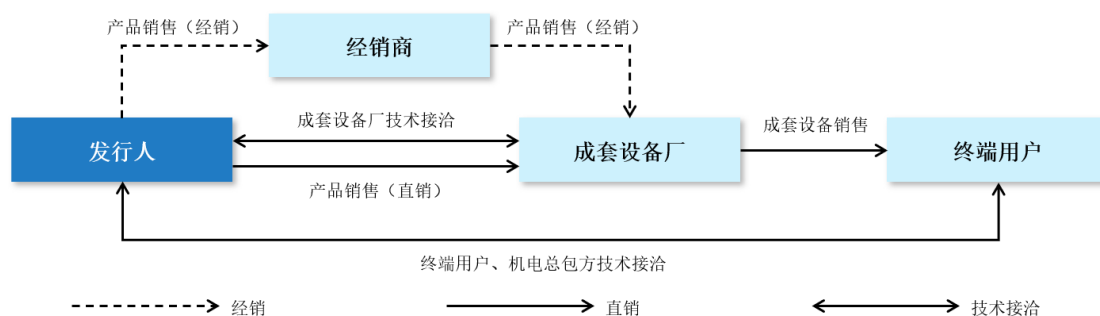 产品销售（经销）
产品销售（经销）
经销商
成套设备厂技术接洽
成套设备销售
发行人
成套设备厂
终端用户
产品销售（直销）
终端用户、机电总包方技术接洽
经销
直销
技术接洽